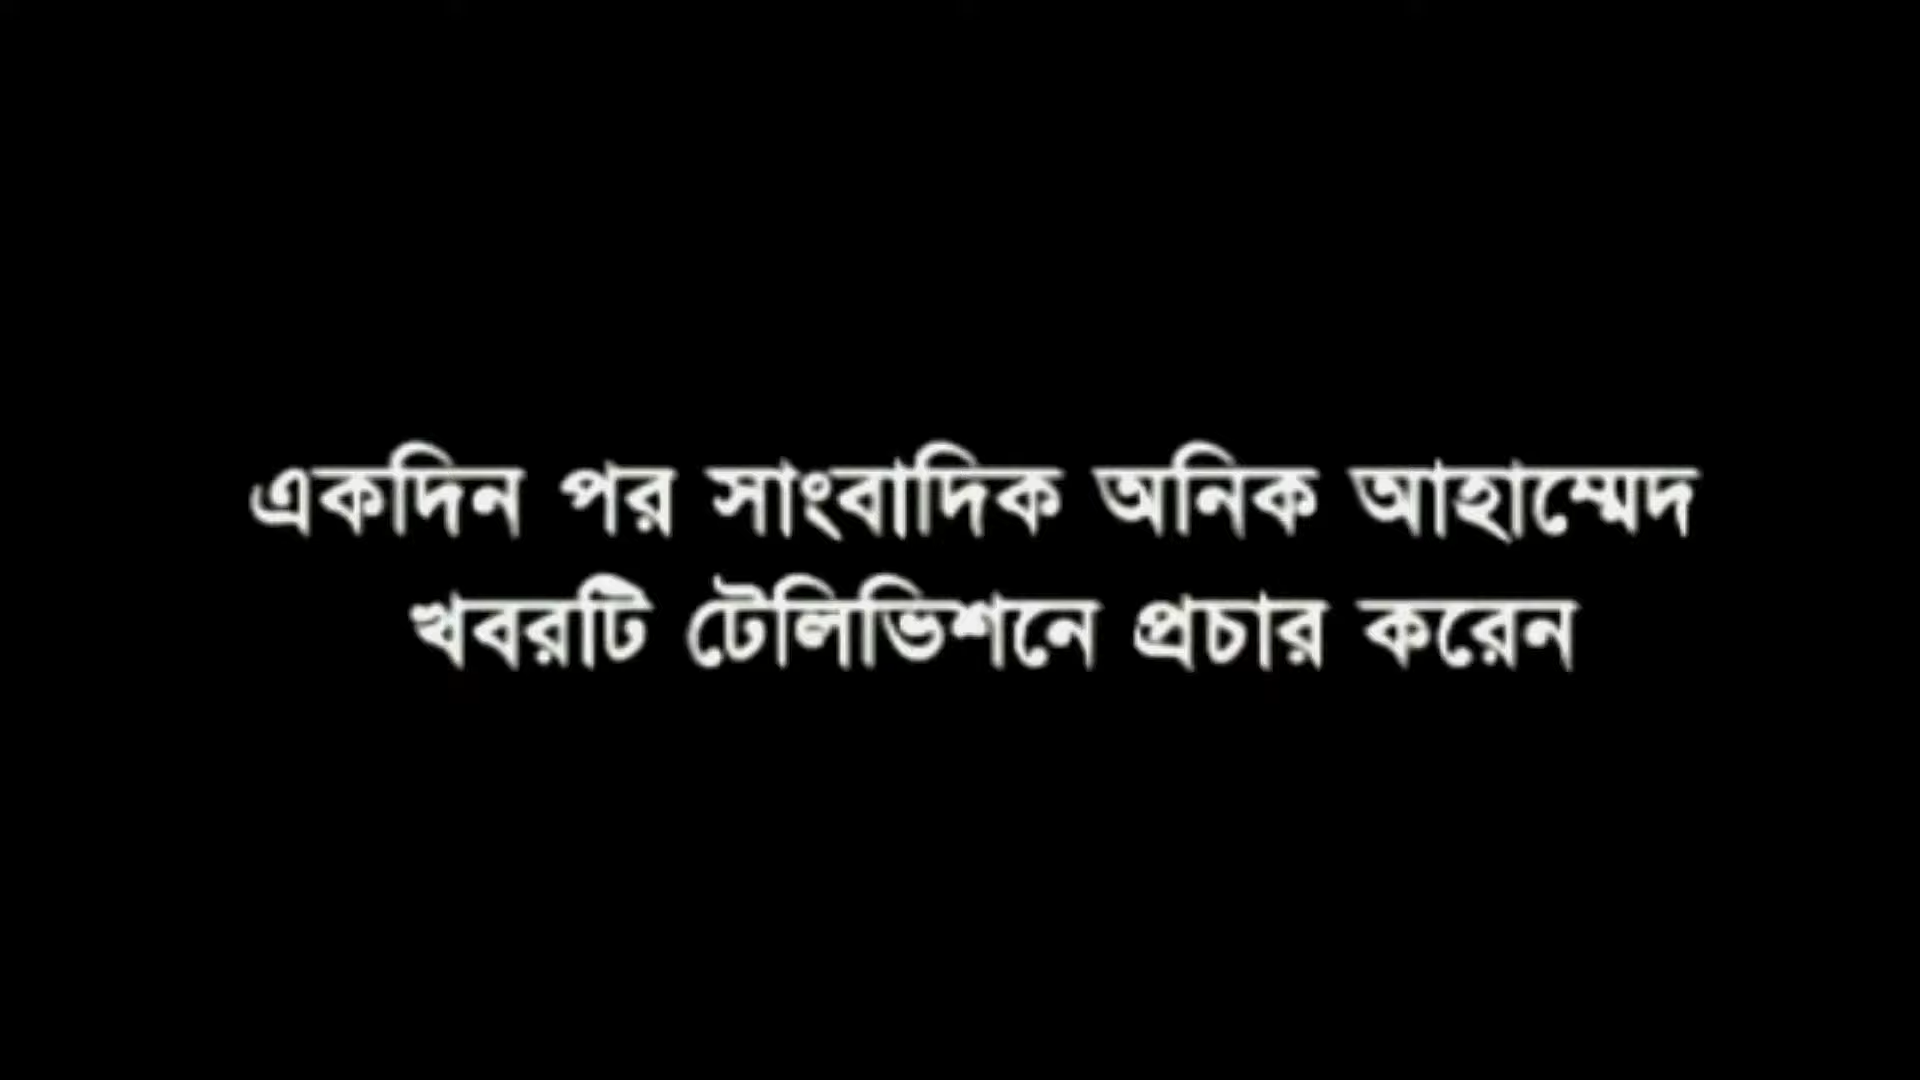 একদিন পর সাংবাদিক অনিক আহাম্মেদ
খবরটি টেলিভিশনে প্রচার করেন